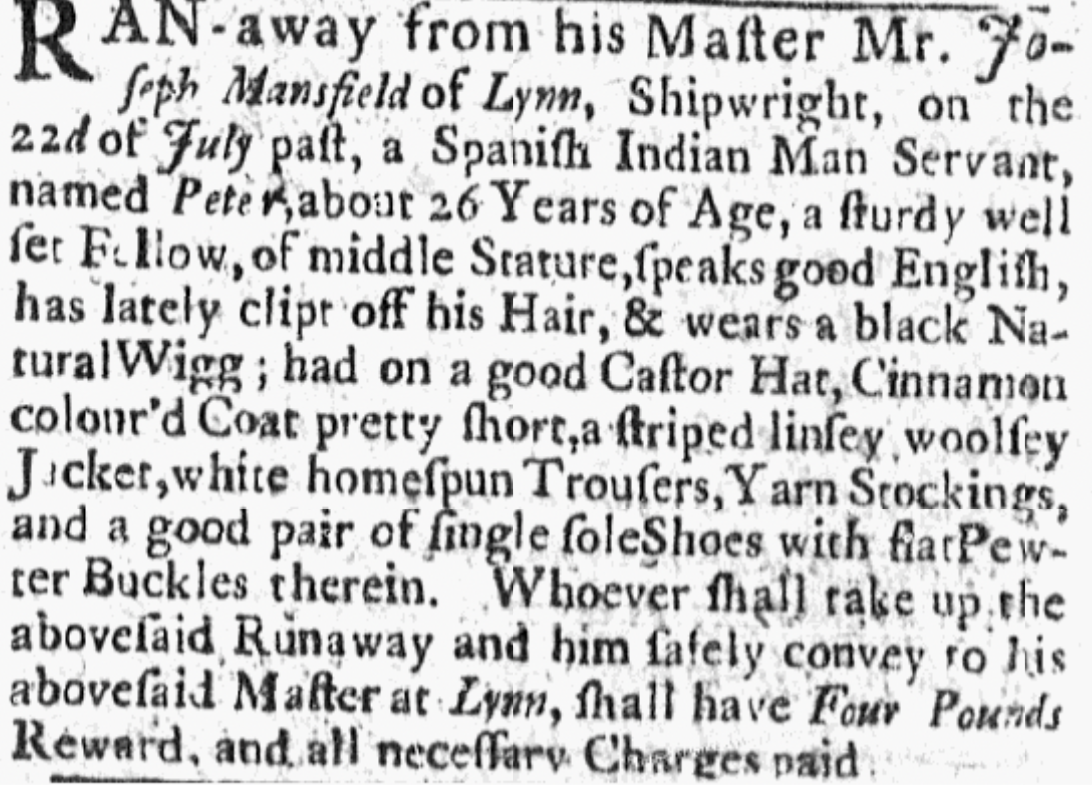 RAN-away from his Maſter Mr. Jo-
ſeph Mansfield of Lynn, Shipwright, on the
22d of July paſt, a Spaniſh Indian Man Servant,
named Peter, about 26 Years of Age, a ſturdy well
ſet Fellow, of middle Stature, ſpeaks good Engliſh,
has lately clipt off his Hair, & wears a black Na-
tural Wigg; had on a good Caſtor Hat, Cinnamon
colour'd Coat pretty ſhort, a ſtriped linſey woolſey
Jacket, white homeſpun Trouſers, Yarn Stockings,
and a good pair of ſingle ſole Shoes with flat Pew-
ter Buckles therein. Whoever ſhall take up the
aboveſaid Runaway and him ſafely convey to his
aboveſaid Maſter at Lynn, ſhall have Four Pounds
Reward, and all neceſſary Charges paid.